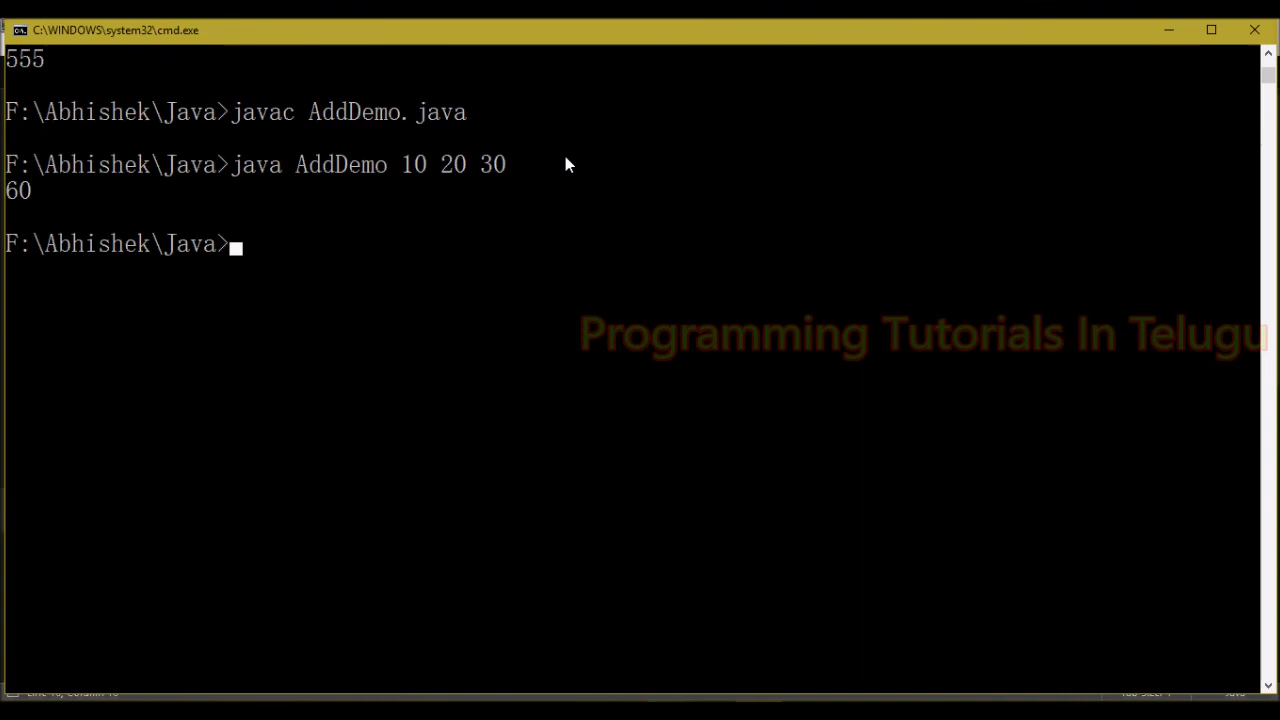 C:\WINDOWS\system32\cmd.exe
555
F:\Abhishek\Java>javac AddDemo.java
F:\Abhishek\Java>java AddDemo 10 20 30
60
F:\Abhishek\Java>
Programming Tutorials In Telugu